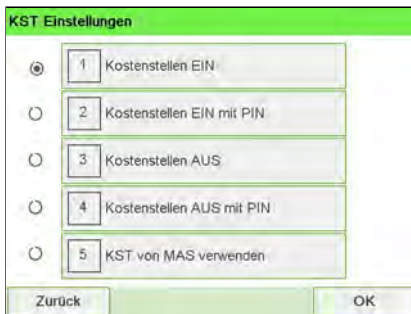 KST Einstellungen
1 Kostenstellen EIN
2 Kostenstellen EIN mit PIN
3 Kostenstellen AUS
4 Kostenstellen AUS mit PIN
5 KST von MAS verwenden
Zurück OK